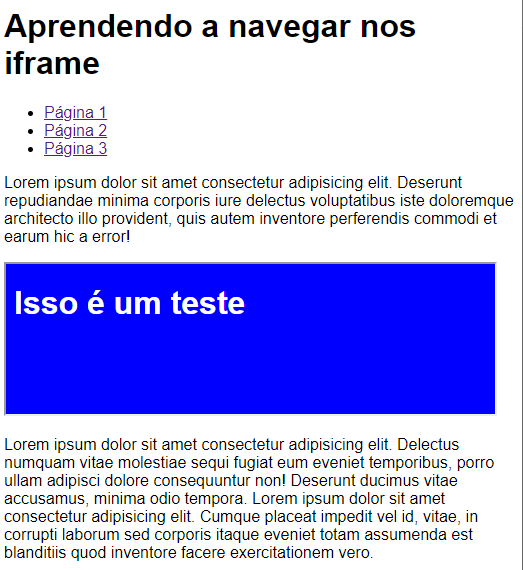 Aprendendo a navegar nos
iframe
Página 1
Página 2
Página 3
Lorem ipsum dolor sit amet consectetur adipisicing elit. Deserunt
repudiandae minima corporis iure delectus voluptatibus iste doloremque
architecto illo provident, quis autem inventore perferendis commodi et
earum hic a error!
Isso é um teste
Lorem ipsum dolor sit amet consectetur adipisicing elit. Delectus
numquam vitae molestiae sequi fugiat eum eveniet temporibus, porro
ullam adipisci dolore consequuntur non! Deserunt ducimus vitae
accusamus, minima odio tempora. Lorem ipsum dolor sit amet
consectetur adipisicing elit. Cumque placeat impedit vel id, vitae, in
corrupti laborum sed corporis itaque eveniet totam assumenda est
blanditiis quod inventore facere exercitationem vero.